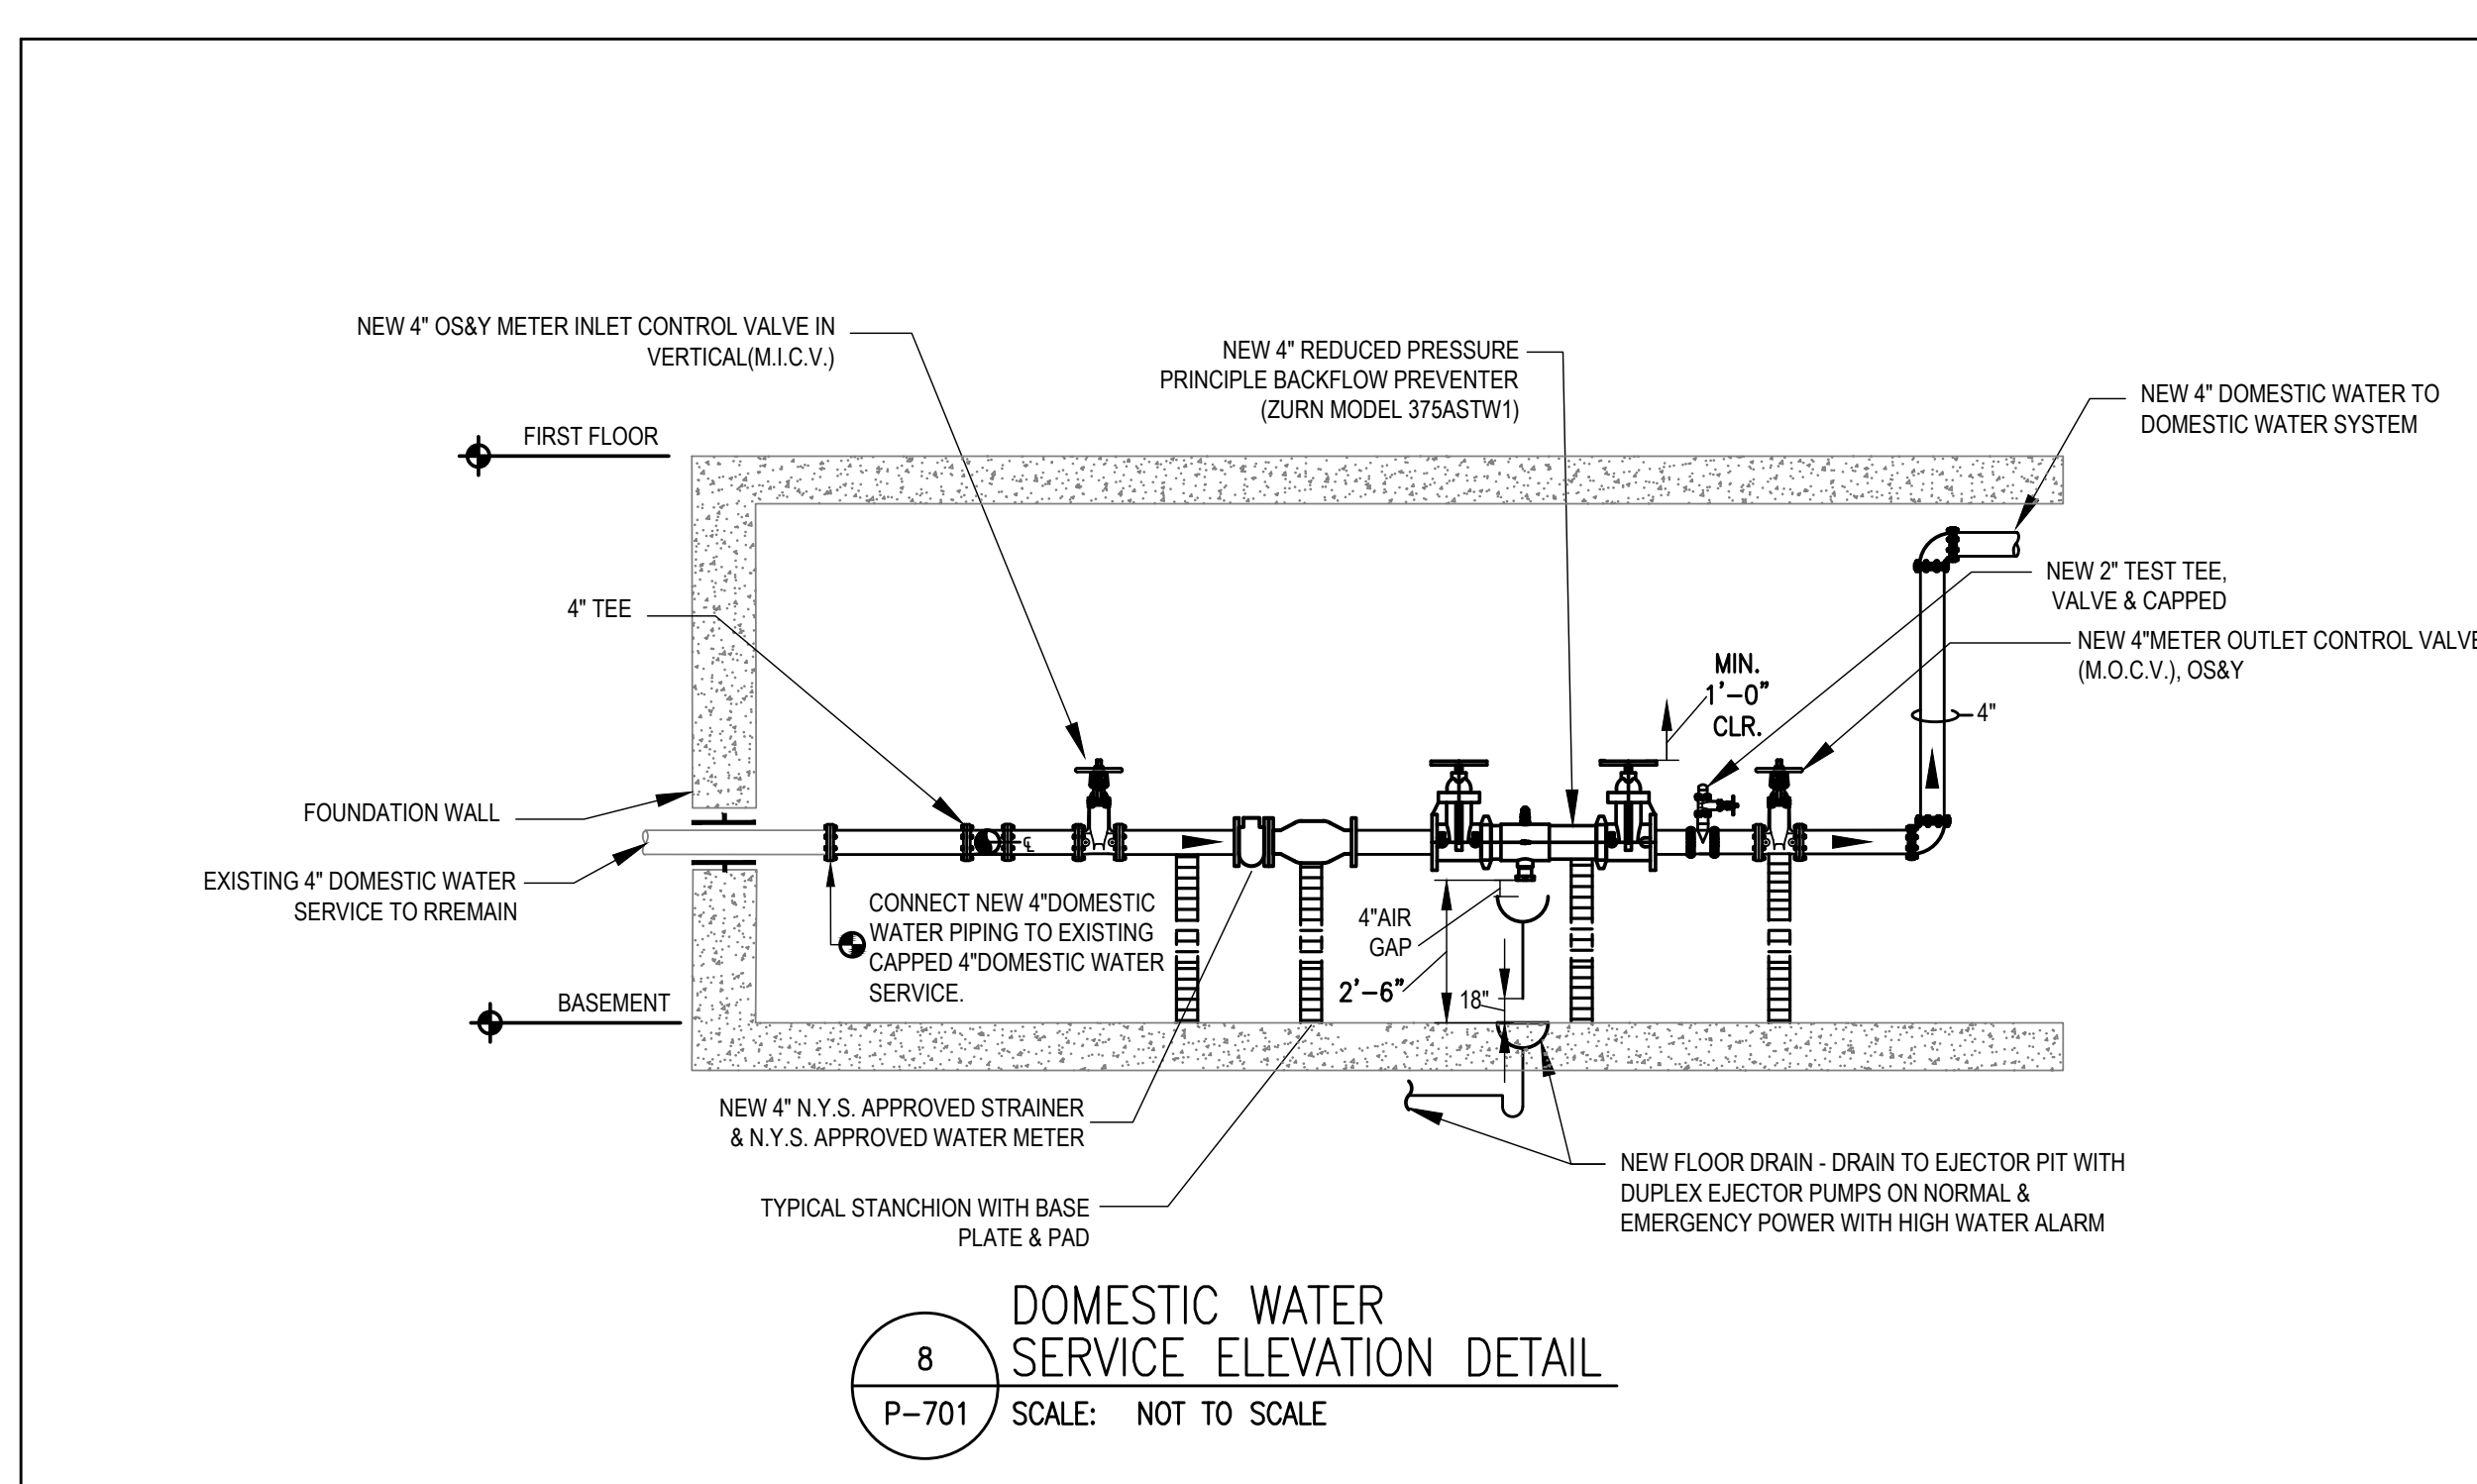 NEW 4" OS&Y METER INLET CONTROL VALVE IN
VERTICAL(M.I.C.V.)
NEW 4" REDUCED PRESSURE
PRINCIPLE BACKFLOW PREVENTER
(ZURN MODEL 375ASTW1)
NEW 4" DOMESTIC WATER TO
DOMESTIC WATER SYSTEM
FIRST FLOOR
NEW 2" TEST TEE,
VALVE & CAPPED
4" TEE
NEW 4"METER OUTLET CONTROL VALVE
(M.O.C.V.), OS&Y
MIN.
1'-0"
CLR.
4"
FOUNDATION WALL
℄
EXISTING 4" DOMESTIC WATER
SERVICE TO RREMAIN
CONNECT NEW 4"DOMESTIC
WATER PIPING TO EXISTING
CAPPED 4"DOMESTIC WATER
SERVICE.
4"AIR
GAP
2'-6"
18"
BASEMENT
NEW 4" N.Y.S. APPROVED STRAINER
& N.Y.S. APPROVED WATER METER
NEW FLOOR DRAIN - DRAIN TO EJECTOR PIT WITH
DUPLEX EJECTOR PUMPS ON NORMAL &
EMERGENCY POWER WITH HIGH WATER ALARM
TYPICAL STANCHION WITH BASE
PLATE & PAD
DOMESTIC WATER
SERVICE ELEVATION DETAIL
8
P-701
SCALE: NOT TO SCALE